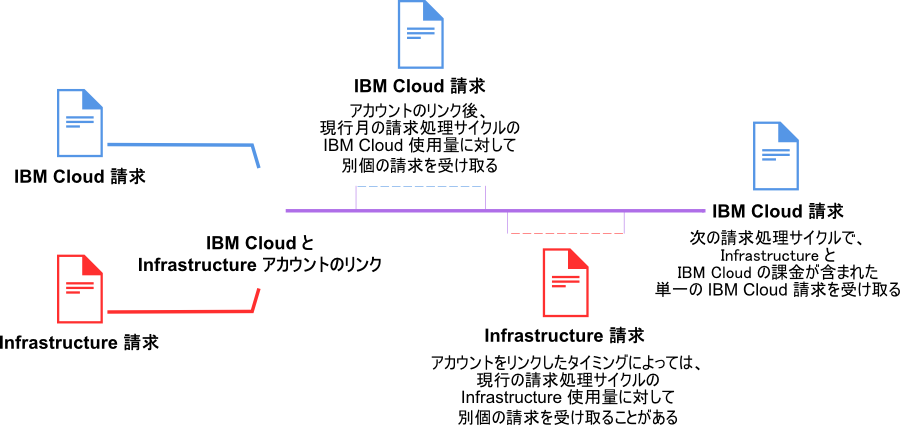 IBM Cloud 請求
アカウントのリンク後、
現行月の請求処理サイクルの
IBM Cloud 使用量に対して
別個の請求を受け取る
IBM Cloud 請求
IBM Cloud と
Infrastructure アカウントのリンク
Infrastructure 請求
Infrastructure 請求
アカウントをリンクしたタイミングによっては、
現行の請求処理サイクルの
Infrastructure 使用量に対して
別個の請求を受け取ることがある
IBM Cloud 請求
次の請求処理サイクルで、
Infrastructure と
IBM Cloud の課金が含まれた
単一の IBM Cloud 請求を受け取る